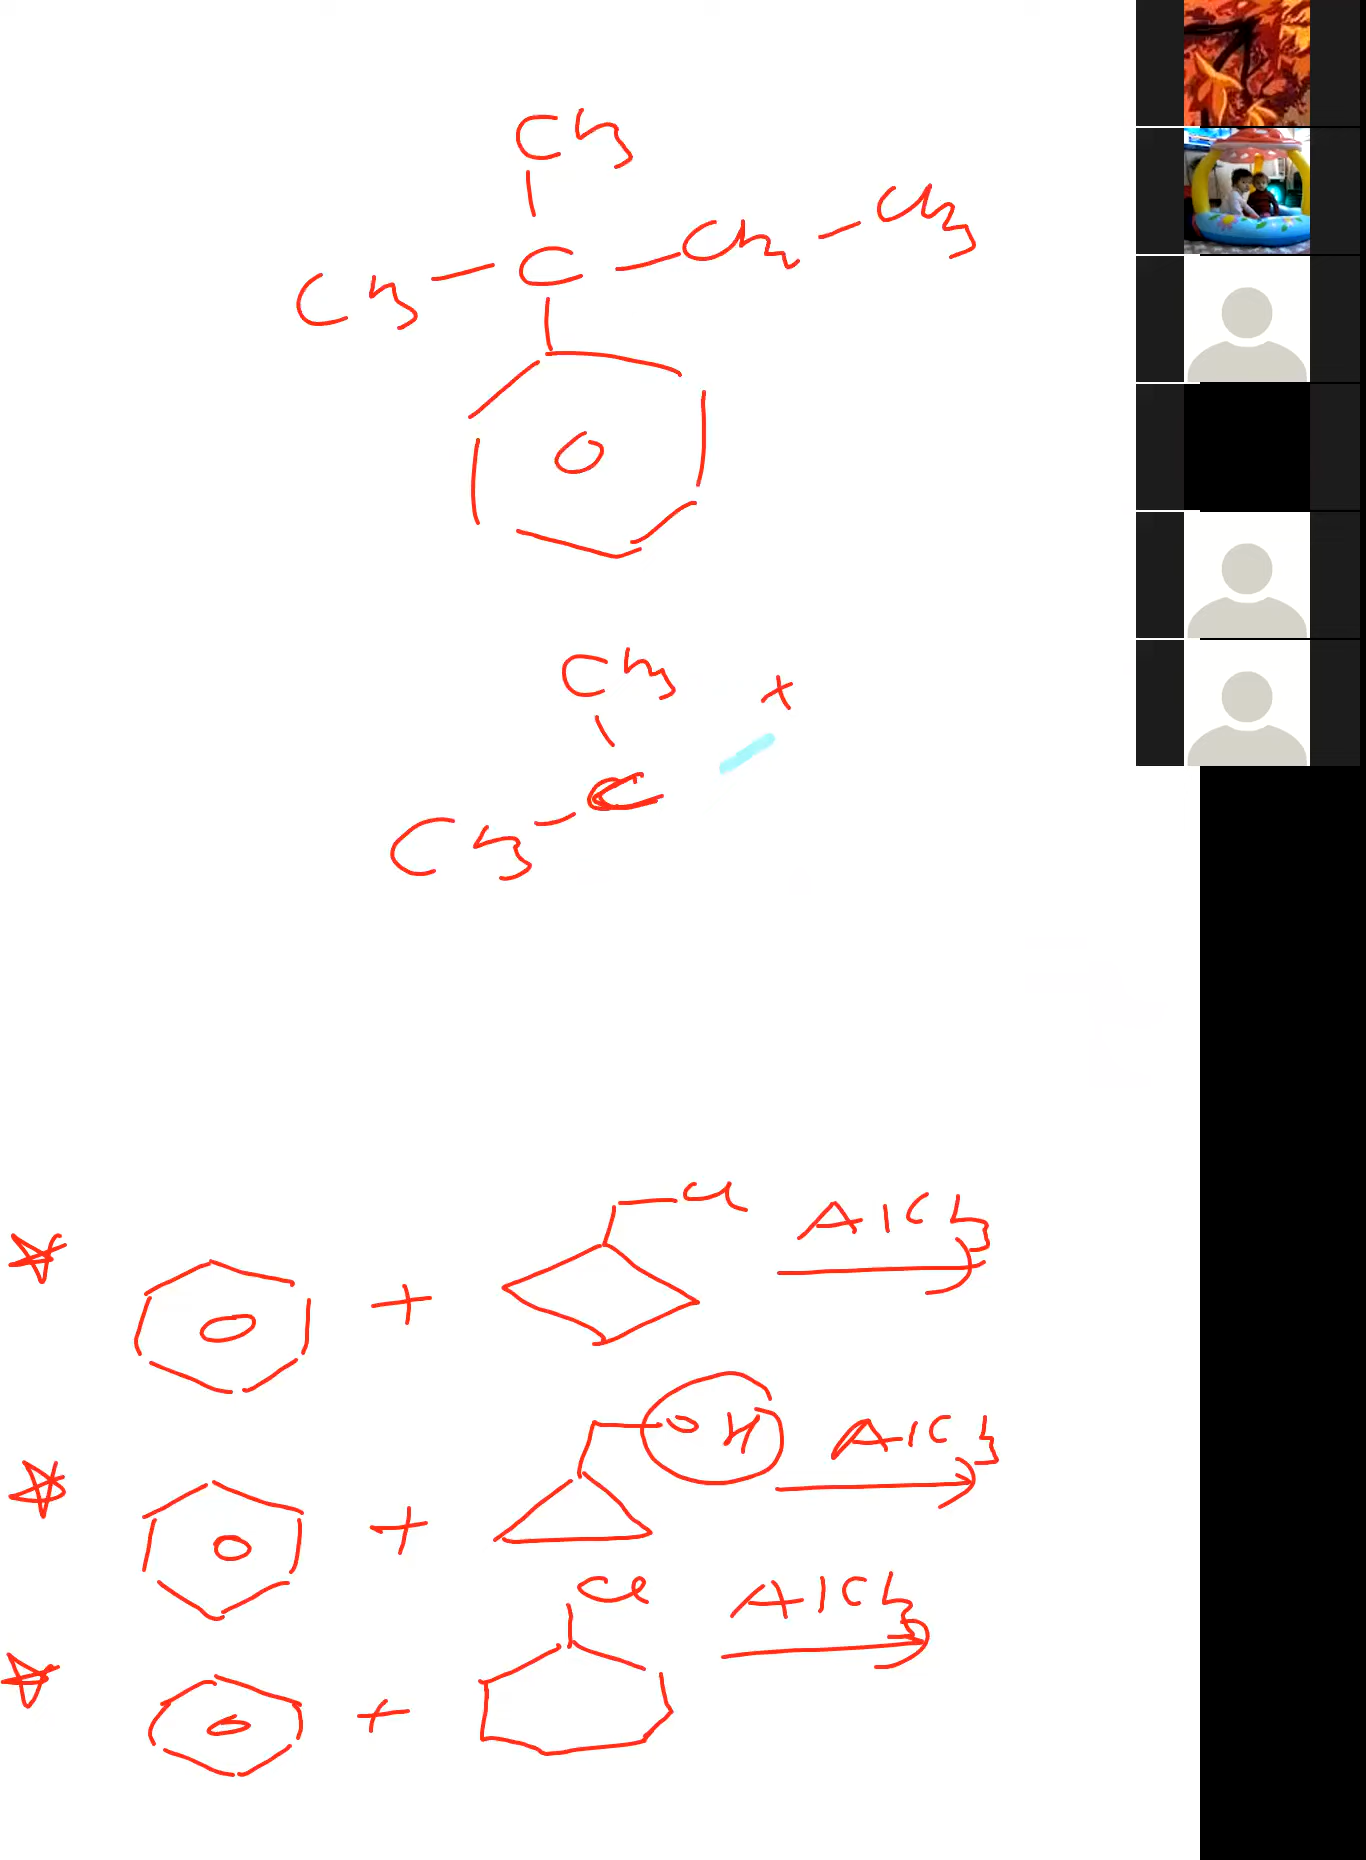 CH3
CH3 — C — CH2 — CH3
CH3
x
CH3 — C
Cl
+ AlCl3
OH
+ AlCl3
Cl
+ AlCl3